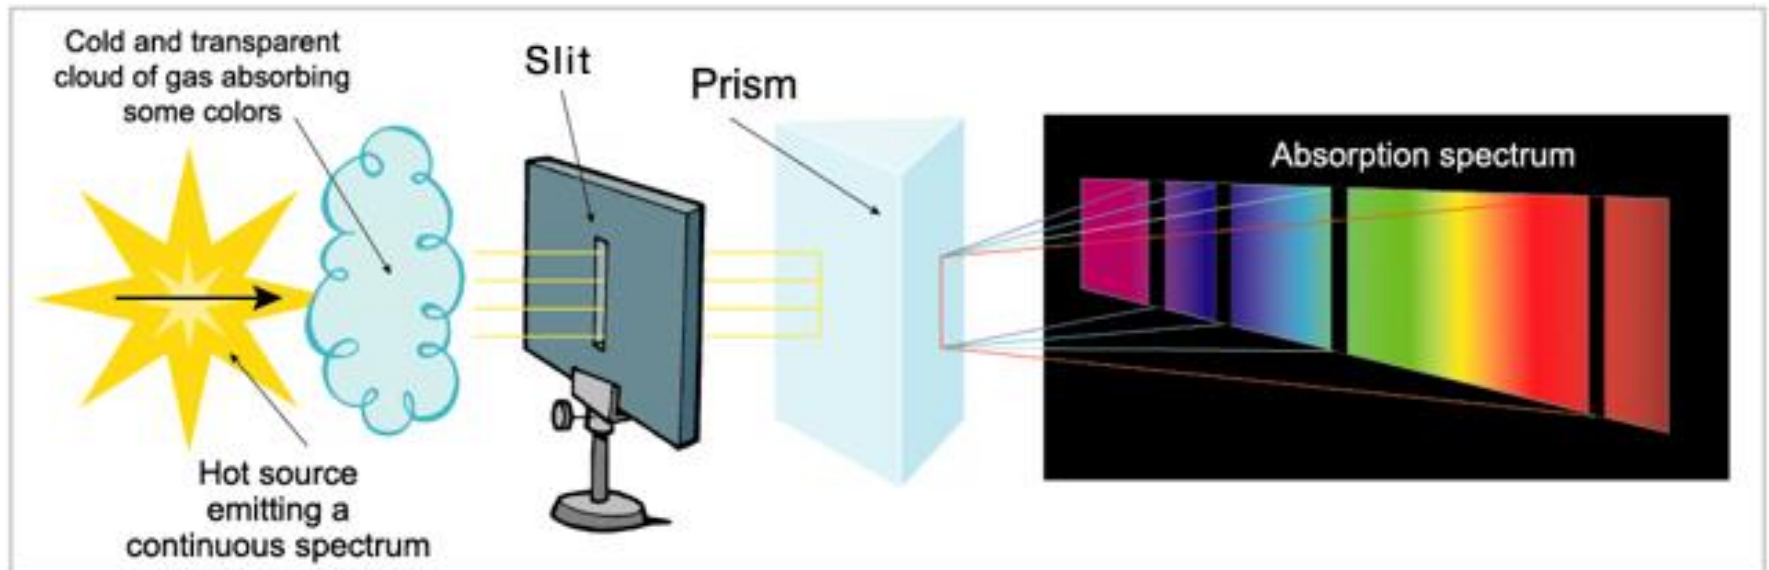 Cold and transparent
cloud of gas absorbing
some colors
Slit
Prism
Absorption spectrum
Hot source
emitting a
continuous spectrum